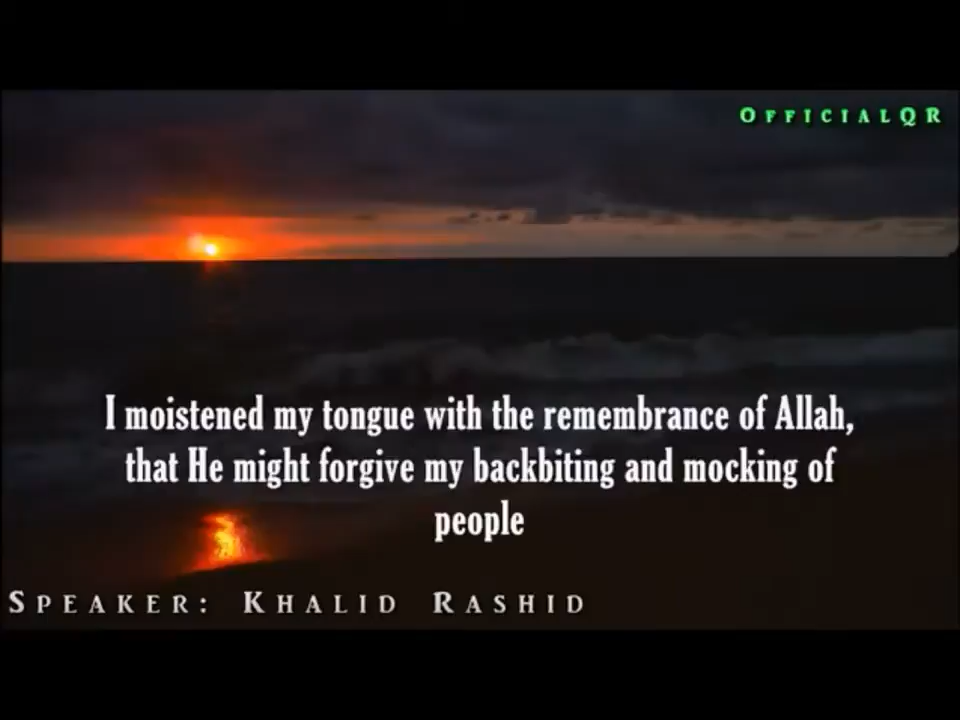 OFFICIALQR
I moistened my tongue with the remembrance of Allah,
that He might forgive my backbiting and mocking of
people
SPEAKER: KHALID RASHID